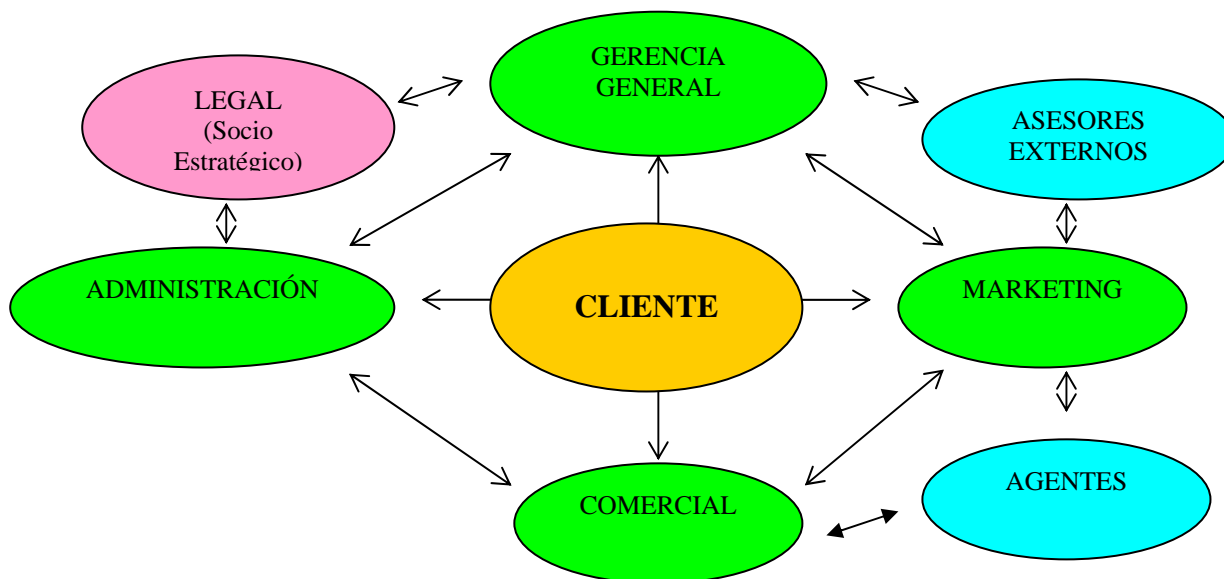 GERENCIA
GENERAL
LEGAL
(Socio
Estratégico)
ASESORES
EXTERNOS
ADMINISTRACIÓN
CLIENTE
MARKETING
COMERCIAL
AGENTES